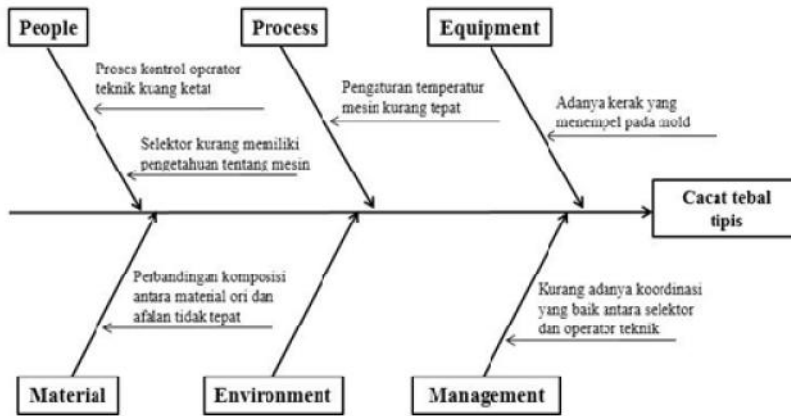 People
Process
Equipment
Proses kontrol operator
teknik kuang ketat
Pengaturan temperatur
mesin kurang tepat
Adanya kerak yang
menempel pada mold
Selektor kurang memiliki
pengetahuan tentang mesin
Cacat tebal
tipis
Perbandingan komposisi
antara material ori dan
afalan tidak tepat
Kurang adanya koordinasi
yang baik antara selektor
dan operator teknik
Material
Environment
Management